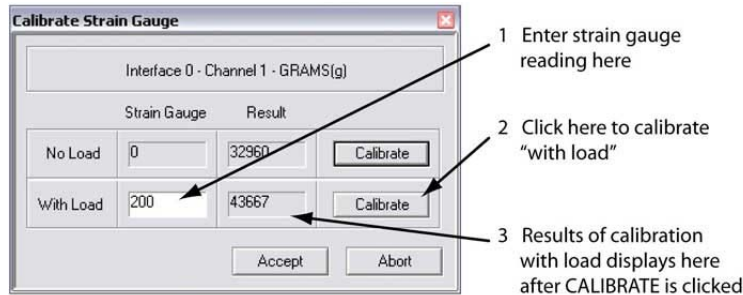 Calibrate Strain Gauge
Interface 0 - Channel 1 - GRAMS(g)
Strain Gauge Result
No Load 0 32960 Calibrate
With Load 200 43667 Calibrate
Accept Abort
1 Enter strain gauge
reading here
2 Click here to calibrate
“with load”
3 Results of calibration
with load displays here
after CALIBRATE is clicked